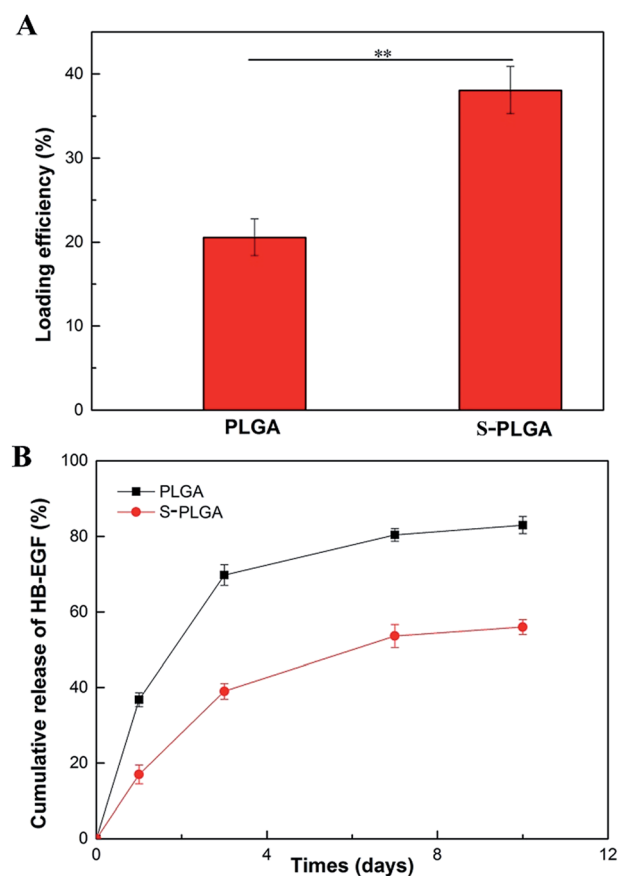 A
**
Loading efficiency (%)
40
30
20
10
0
PLGA
S-PLGA
B
Cumulative release of HB-EGF (%)
100
80
60
40
20
0
PLGA
S-PLGA
0
4
8
12
Times (days)